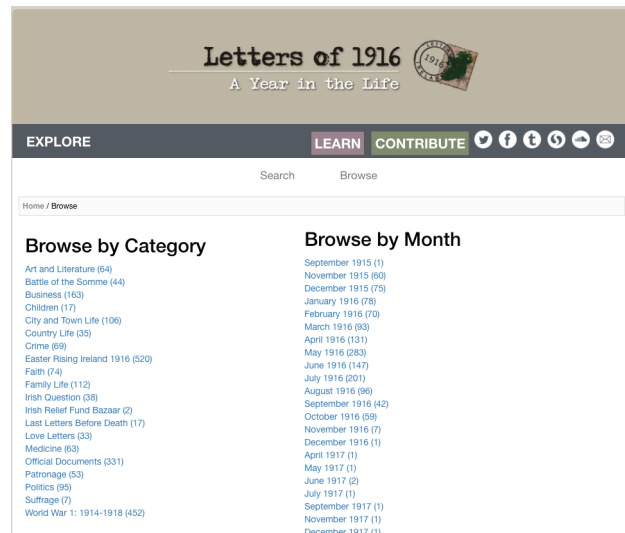 Letters of 1916
A Year in the Life
LETTERS
1916
IRELAND
EXPLORE
LEARN CONTRIBUTE
Search Browse
Home / Browse
Browse by Category
Art and Literature (64)
Battle of the Somme (44)
Business (163)
Children (17)
City and Town Life (106)
Country Life (35)
Crime (69)
Easter Rising Ireland 1916 (520)
Faith (74)
Family Life (112)
Irish Question (38)
Irish Relief Fund Bazaar (2)
Last Letters Before Death (17)
Love Letters (33)
Medicine (63)
Official Documents (331)
Patronage (53)
Politics (95)
Suffrage (7)
World War 1: 1914-1918 (452)
Browse by Month
September 1915 (1)
November 1915 (60)
December 1915 (75)
January 1916 (78)
February 1916 (70)
March 1916 (93)
April 1916 (131)
May 1916 (283)
June 1916 (147)
July 1916 (201)
August 1916 (96)
September 1916 (42)
October 1916 (59)
November 1916 (7)
December 1916 (1)
April 1917 (1)
May 1917 (1)
June 1917 (2)
July 1917 (1)
September 1917 (1)
November 1917 (1)
December 1917 (1)